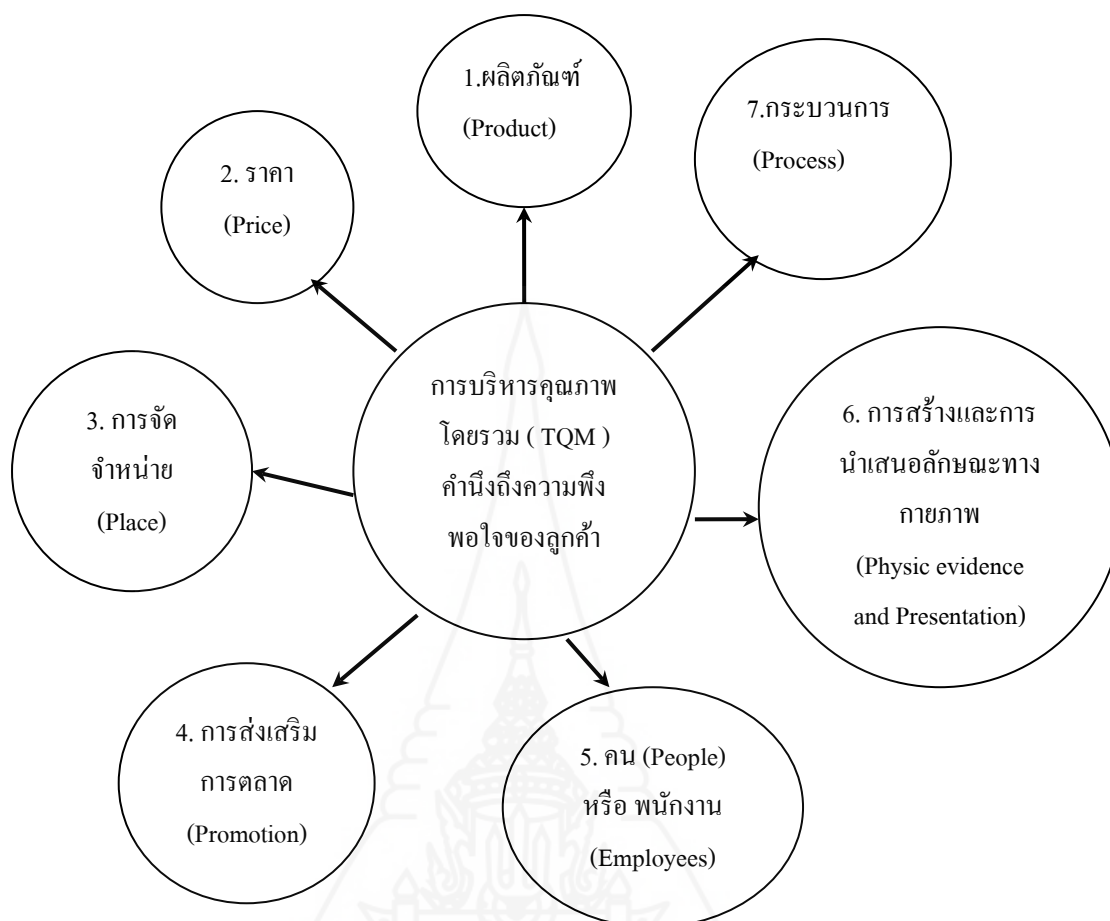 1.ผลิตภัณฑ์
(Product)
2. ราคา
(Price)
3. การจัด
จำหน่าย
(Place)
4. การส่งเสริม
การตลาด
(Promotion)
5. คน (People)
หรือ พนักงาน
(Employees)
6. การสร้างและการ
นำเสนอลักษณะทาง
กายภาพ
(Physic evidence
and Presentation)
7.กระบวนการ
(Process)
การบริหารคุณภาพ
โดยรวม ( TQM )
คำนึงถึงความพึง
พอใจของลูกค้า